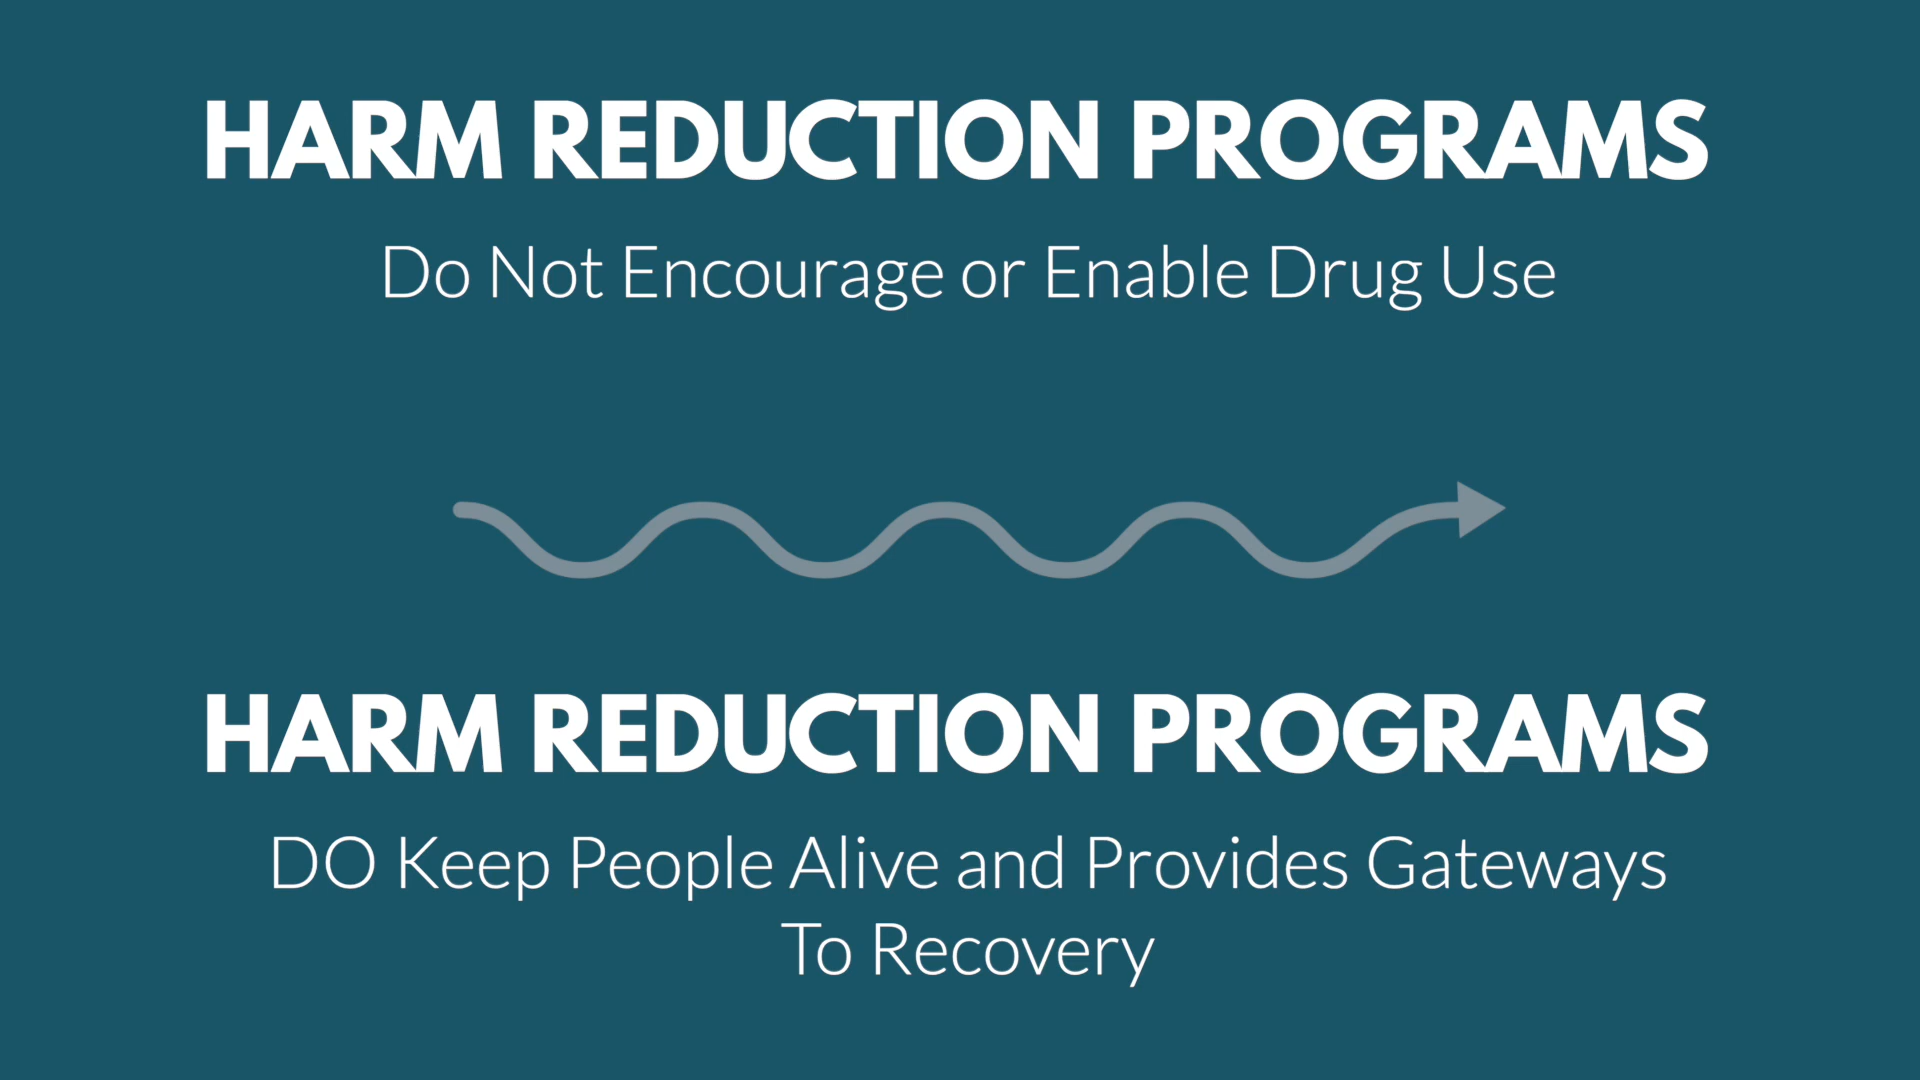 HARM REDUCTION PROGRAMS
Do Not Encourage or Enable Drug Use
HARM REDUCTION PROGRAMS
DO Keep People Alive and Provides Gateways
To Recovery